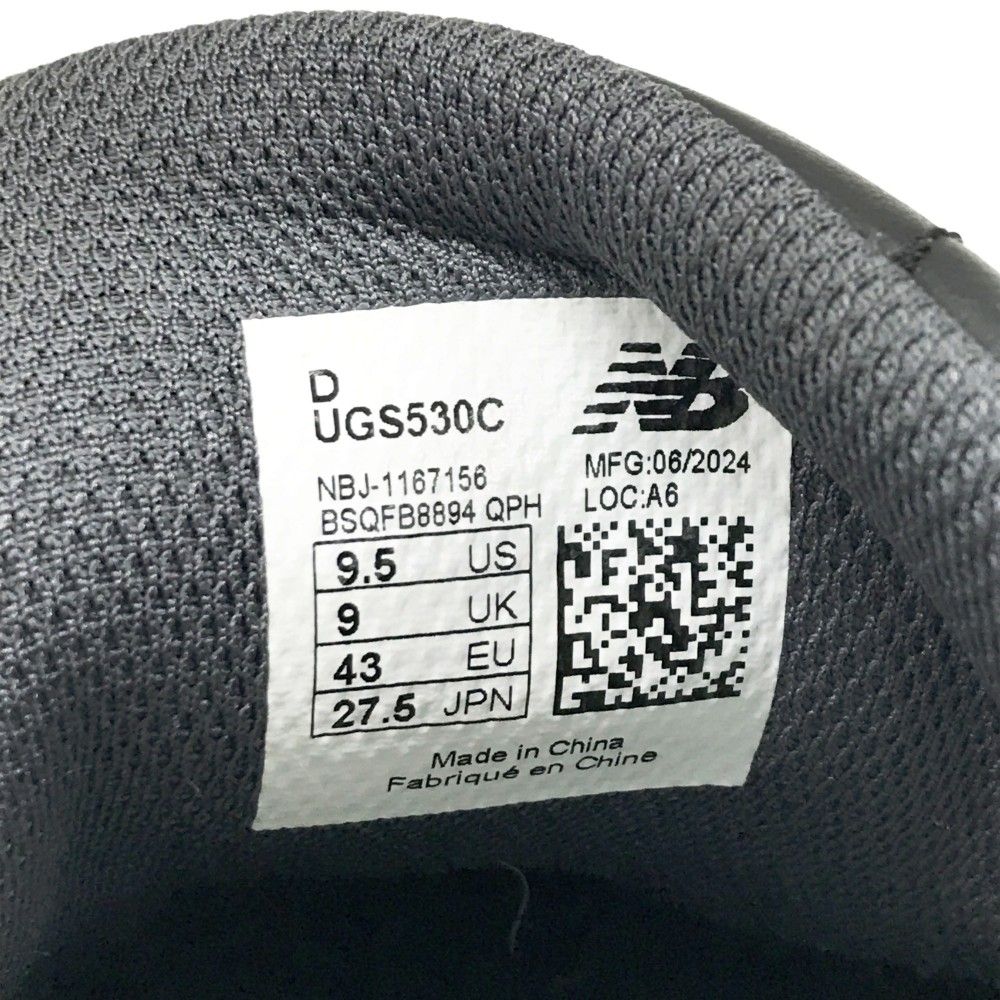 D
UGS530C
NB
NBJ-1167156
BSQFB8894 QPH
MFG:06/2024
LOC:A6
9.5 US
9 UK
43 EU
27.5 JPN
Made in China
Fabriqué en Chine